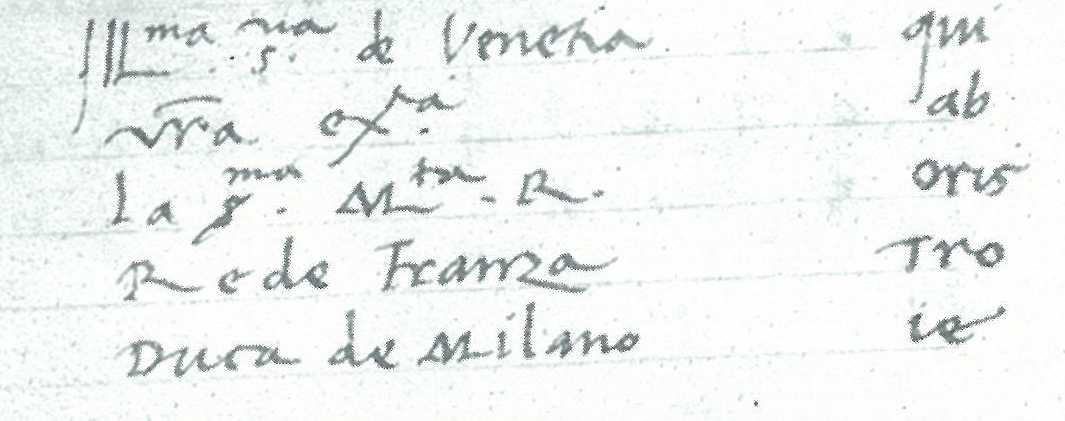 Ill^ma s.^ria de Venetia qui
vr̄a ex.^tia ab
la s.^ma M^ta. R. oris
Re de Franza Tro
Duca de Milano ie